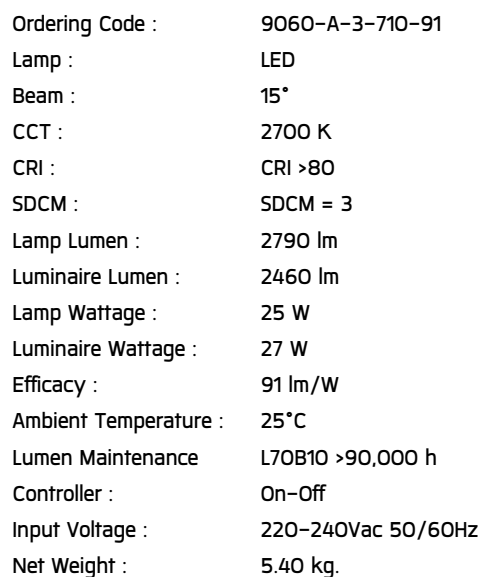 Ordering Code : 9060-A-3-710-91
Lamp : LED
Beam : 15°
CCT : 2700 K
CRI : CRI >80
SDCM : SDCM = 3
Lamp Lumen : 2790 lm
Luminaire Lumen : 2460 lm
Lamp Wattage : 25 W
Luminaire Wattage : 27 W
Efficacy : 91 lm/W
Ambient Temperature : 25°C
Lumen Maintenance L70B10 >90,000 h
Controller : On-Off
Input Voltage : 220-240Vac 50/60Hz
Net Weight : 5.40 kg.